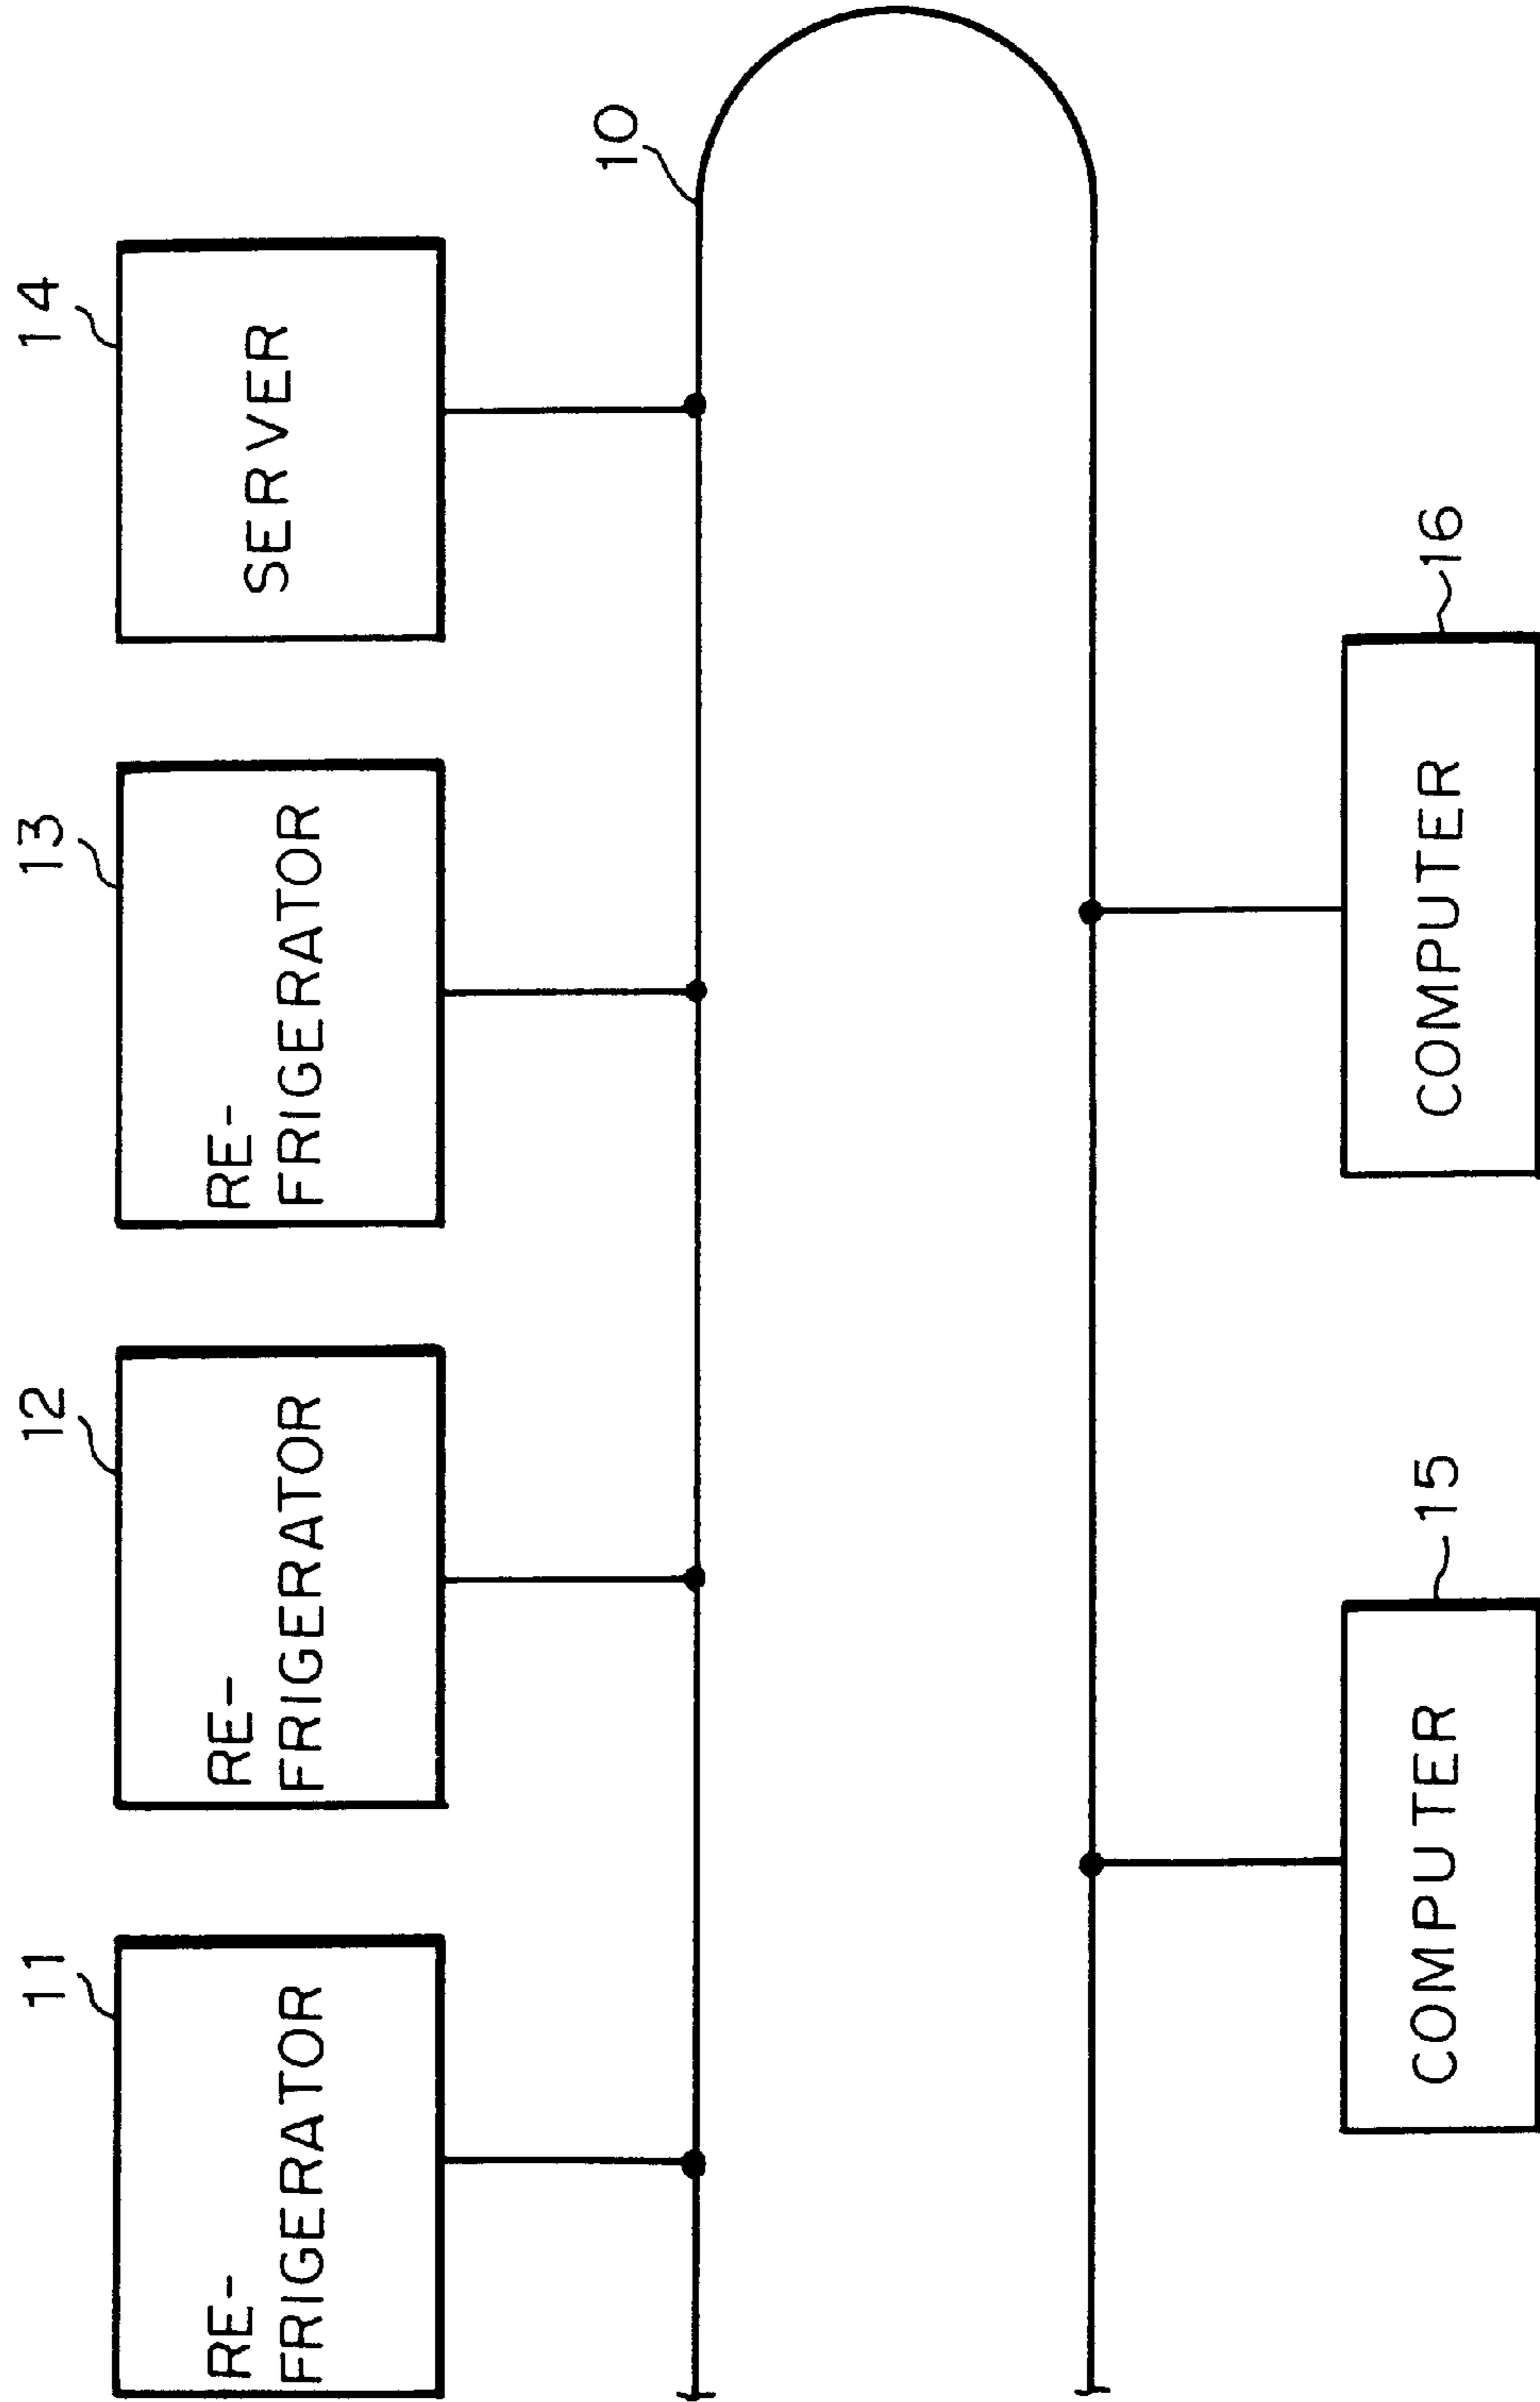 11
12
13
14
RE-
FRIGERATOR
RE-
FRIGERATOR
RE-
FRIGERATOR
SERVER
10
15
16
COMPUTER
COMPUTER